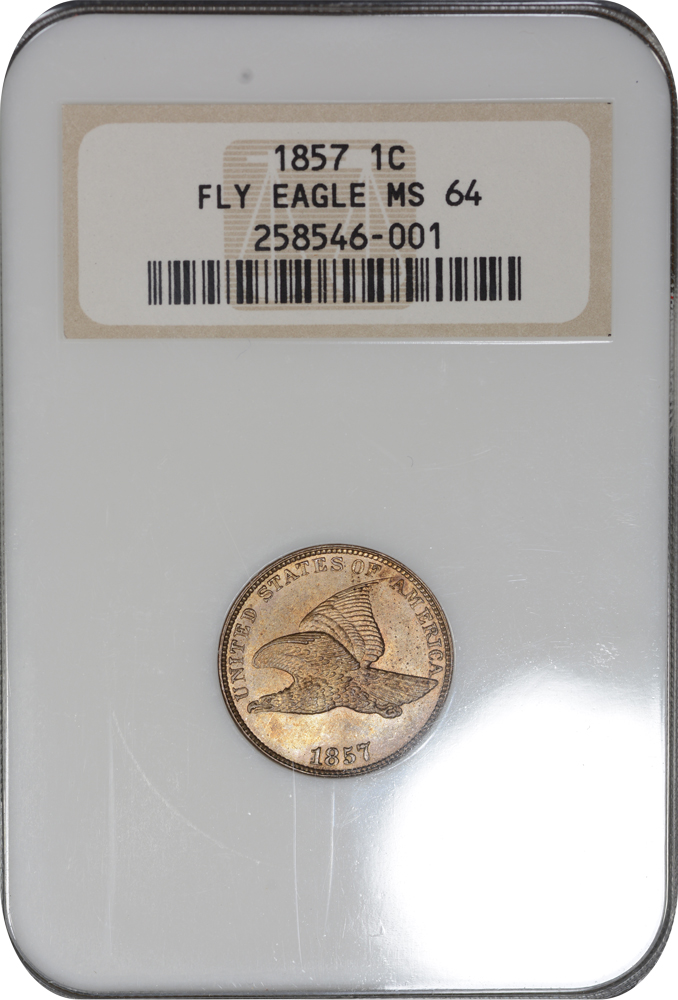 1857 1C
FLY EAGLE MS 64
258546-001
UNITED STATES OF AMERICA
1857